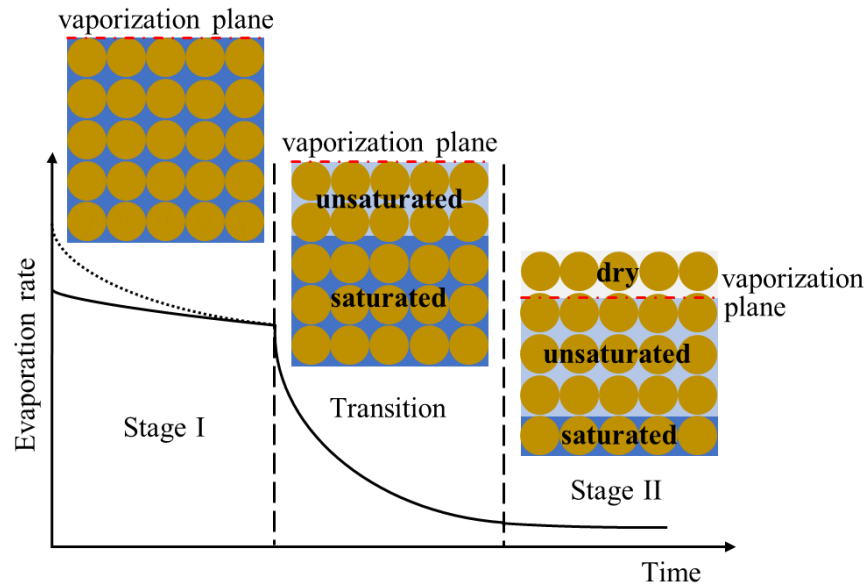 vaporization plane
vaporization plane
unsaturated
saturated
dry
vaporization
plane
unsaturated
saturated
Evaporation rate
Stage I
Transition
Stage II
Time